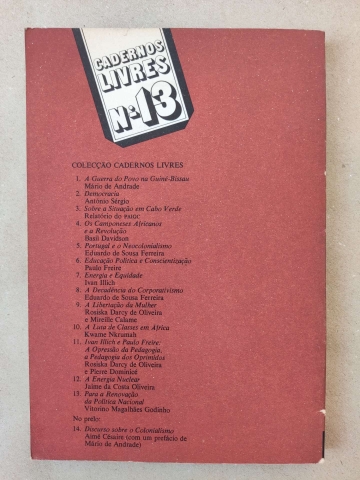 CADERNOS
LIVRES
Nº 13
COLECÇÃO CADERNOS LIVRES
1. A Guerra do Povo na Guiné-Bissau
Mário de Andrade
2. Democracia
António Sérgio
3. Sobre a Situação em Cabo Verde
Relatório do PAIGC
4. Os Camponeses Africanos
e a Revolução
Basil Davidson
5. Portugal e o Neocolonialismo
Eduardo de Sousa Ferreira
6. Educação Política e Conscientização
Paulo Freire
7. Energia e Equidade
Ivan Illich
8. A Decadência do Corporativismo
Eduardo de Sousa Ferreira
9. A Libertação da Mulher
Rosiska Darcy de Oliveira
e Mireille Calame
10. A Luta de Classes em África
Kwame Nkrumah
11. Ivan Illich e Paulo Freire:
A Opressão da Pedagogia,
a Pedagogia dos Oprimidos
Rosiska Darcy de Oliveira
e Pierre Dominicé
12. A Energia Nuclear
Jaime da Costa Oliveira
13. Para a Renovação
da Política Nacional
Vitorino Magalhães Godinho
No prelo:
14. Discurso sobre o Colonialismo
Aimé Césaire (com um prefácio de
Mário de Andrade)